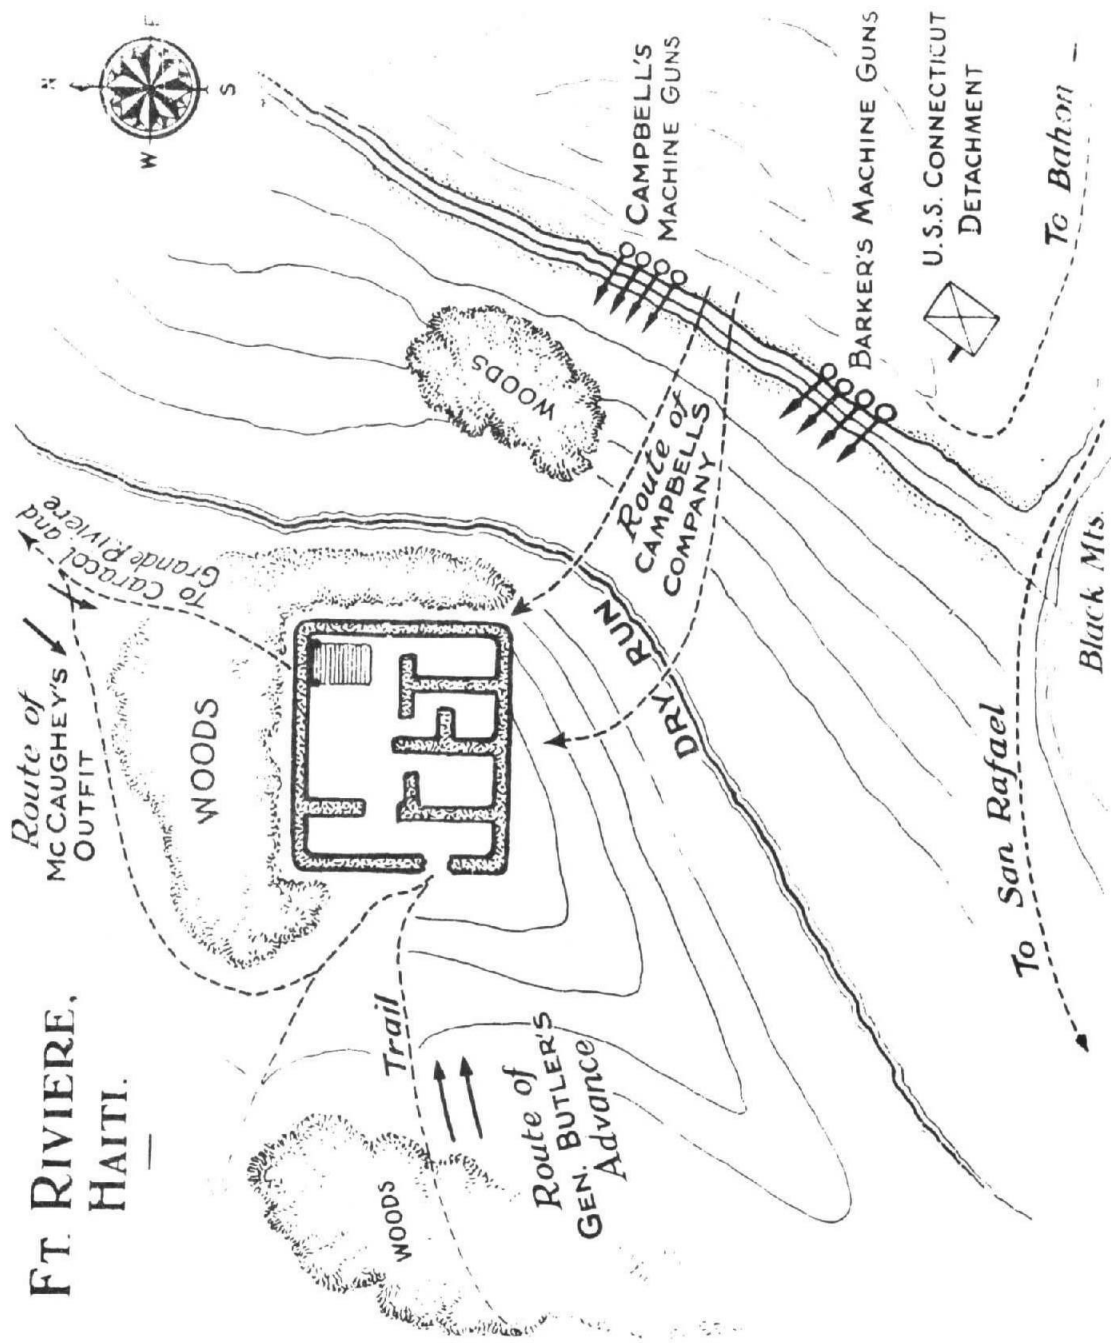 FT. RIVIERE,
HAITI.
N
E
S
W
Route of
McCAUGHEY'S
OUTFIT
To Caracol and
Grande Riviere
WOODS
WOODS
CAMPBELL'S
MACHINE GUNS
Route of
CAMPBELLS
COMPANY
Trail
WOODS
Route of
GEN. BUTLER'S
Advance
DRY RUN
BARKER'S MACHINE GUNS
U.S.S. CONNECTICUT
DETACHMENT
To Bahon
To San Rafael
Black Mts.